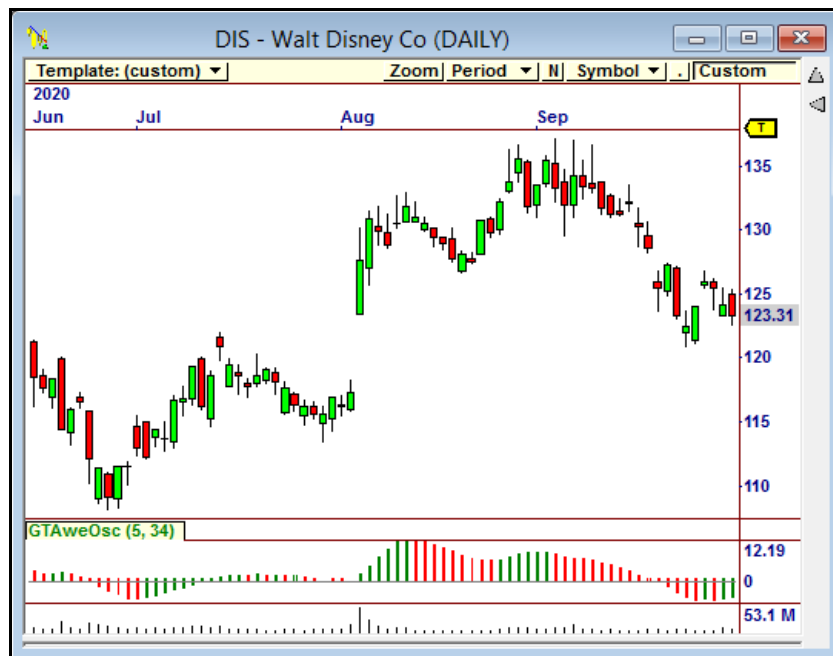 DIS - Walt Disney Co (DAILY)
Template: (custom) Zoom Period N Symbol . Custom
2020
Jun Jul Aug Sep
T
135
130
125
123.31
120
115
110
GTAweOsc (5, 34)
12.19
0
53.1 M